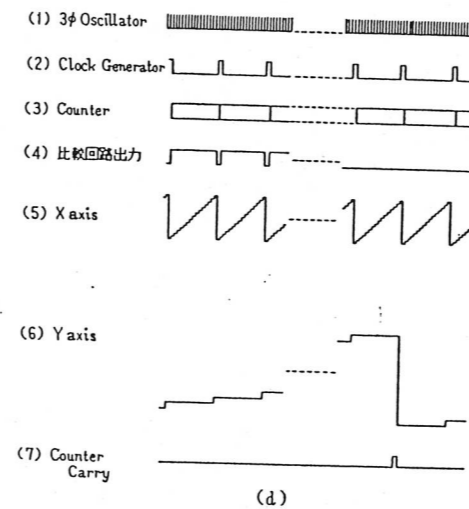 (1) 3φ Oscillator
(2) Clock Generator
(3) Counter
(4) 比較回路出力
(5) X axis
(6) Y axis
(7) Counter
Carry
(d)